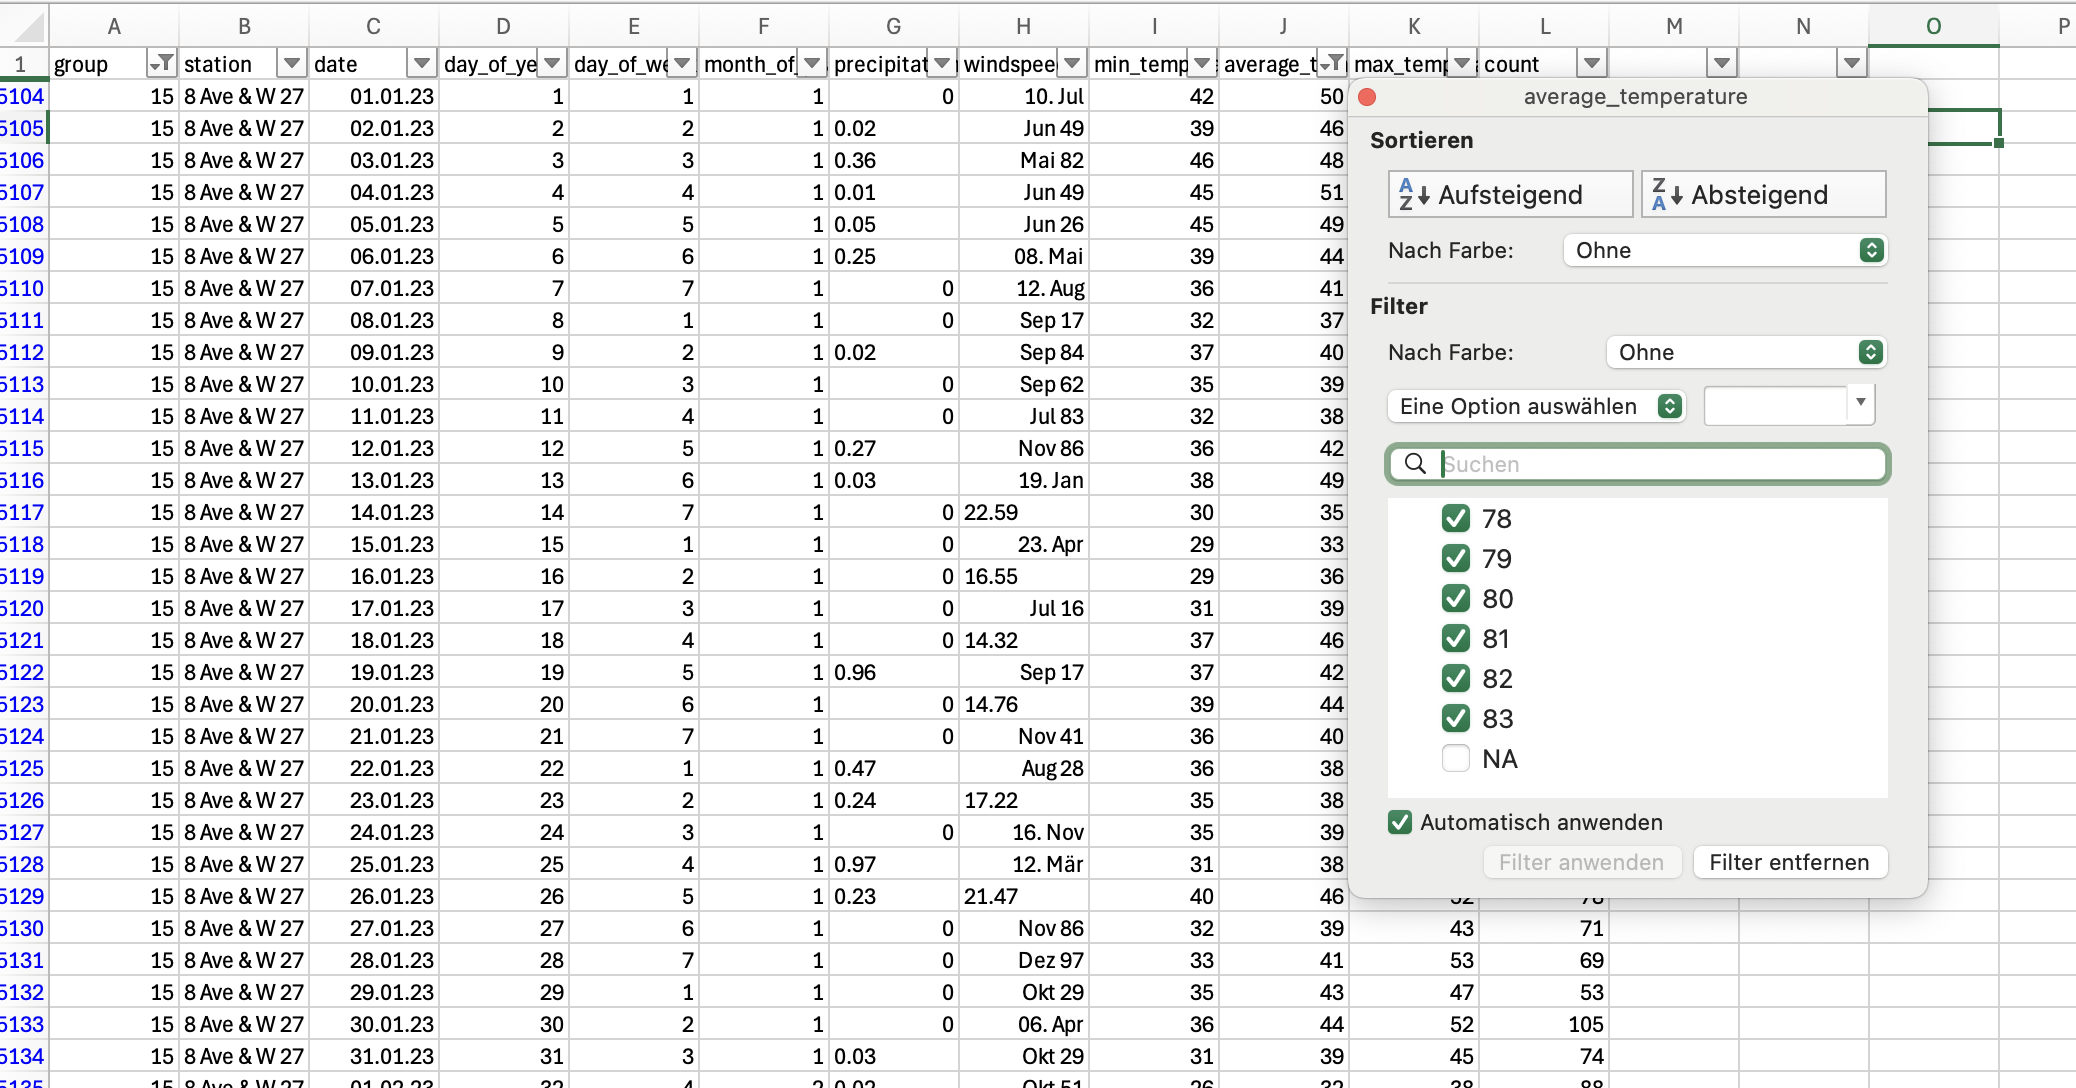 A B C D E F G H I J K L M N O P
1 group station date day_of_ye day_of_we month_of_ precipitat windspee min_temp average_t max_temp count
5104 15 8 Ave & W 27 01.01.23 1 1 1 0 10. Jul 42 50
5105 15 8 Ave & W 27 02.01.23 2 2 1 0.02 Jun 49 39 46
5106 15 8 Ave & W 27 03.01.23 3 3 1 0.36 Mai 82 46 48
5107 15 8 Ave & W 27 04.01.23 4 4 1 0.01 Jun 49 45 51
5108 15 8 Ave & W 27 05.01.23 5 5 1 0.05 Jun 26 45 49
5109 15 8 Ave & W 27 06.01.23 6 6 1 0.25 08. Mai 39 44
5110 15 8 Ave & W 27 07.01.23 7 7 1 0 12. Aug 36 41
5111 15 8 Ave & W 27 08.01.23 8 1 1 0 Sep 17 32 37
5112 15 8 Ave & W 27 09.01.23 9 2 1 0.02 Sep 84 37 40
5113 15 8 Ave & W 27 10.01.23 10 3 1 0 Sep 62 35 39
5114 15 8 Ave & W 27 11.01.23 11 4 1 0 Jul 83 32 38
5115 15 8 Ave & W 27 12.01.23 12 5 1 0.27 Nov 86 36 42
5116 15 8 Ave & W 27 13.01.23 13 6 1 0.03 19. Jan 38 49
5117 15 8 Ave & W 27 14.01.23 14 7 1 0 22.59 30 35
5118 15 8 Ave & W 27 15.01.23 15 1 1 0 23. Apr 29 33
5119 15 8 Ave & W 27 16.01.23 16 2 1 0 16.55 29 36
5120 15 8 Ave & W 27 17.01.23 17 3 1 0 Jul 16 31 39
5121 15 8 Ave & W 27 18.01.23 18 4 1 0 14.32 37 46
5122 15 8 Ave & W 27 19.01.23 19 5 1 0.96 Sep 17 37 42
5123 15 8 Ave & W 27 20.01.23 20 6 1 0 14.76 39 44
5124 15 8 Ave & W 27 21.01.23 21 7 1 0 Nov 41 36 40
5125 15 8 Ave & W 27 22.01.23 22 1 1 0.47 Aug 28 36 38
5126 15 8 Ave & W 27 23.01.23 23 2 1 0.24 17.22 35 38
5127 15 8 Ave & W 27 24.01.23 24 3 1 0 16. Nov 35 39
5128 15 8 Ave & W 27 25.01.23 25 4 1 0.97 12. Mär 31 38
5129 15 8 Ave & W 27 26.01.23 26 5 1 0.23 21.47 40 46
5130 15 8 Ave & W 27 27.01.23 27 6 1 0 Nov 86 32 39 43 71
5131 15 8 Ave & W 27 28.01.23 28 7 1 0 Dez 97 33 41 53 69
5132 15 8 Ave & W 27 29.01.23 29 1 1 0 Okt 29 35 43 47 53
5133 15 8 Ave & W 27 30.01.23 30 2 1 0 06. Apr 36 44 52 105
5134 15 8 Ave & W 27 31.01.23 31 3 1 0.03 Okt 29 31 39 45 74
average_temperature
Sortieren
A Z Aufsteigend Z A Absteigend
Nach Farbe: Ohne
Filter
Nach Farbe: Ohne
Eine Option auswählen
Suchen
78
79
80
81
82
83
NA
Automatisch anwenden
Filter anwenden Filter entfernen